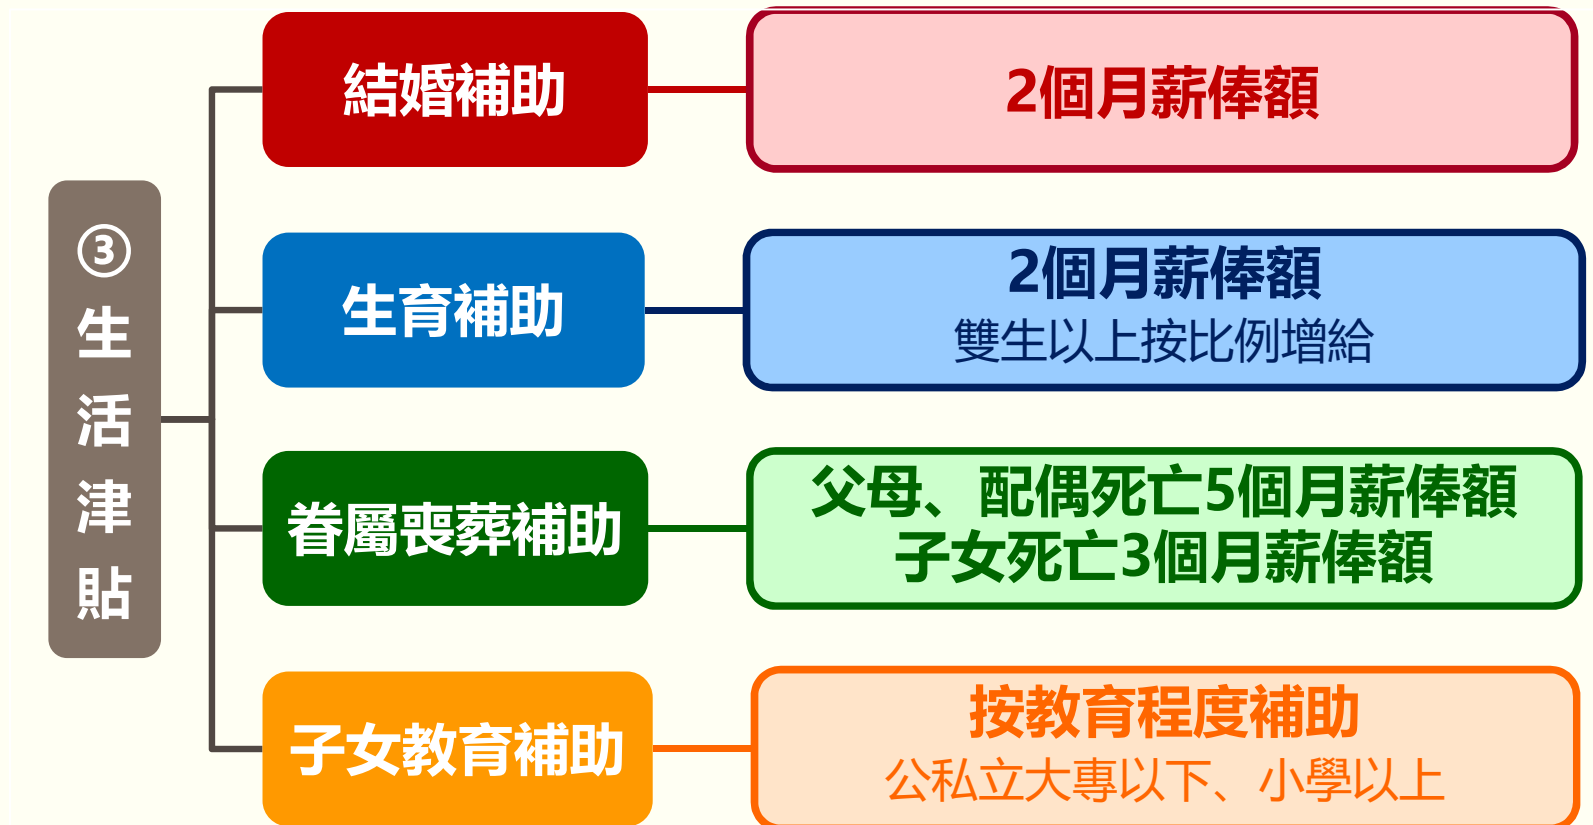 ③生活津貼
結婚補助
2個月薪俸額
生育補助
2個月薪俸額
雙生以上按比例增給
眷屬喪葬補助
父母、配偶死亡5個月薪俸額
子女死亡3個月薪俸額
子女教育補助
按教育程度補助
公私立大專以下、小學以上